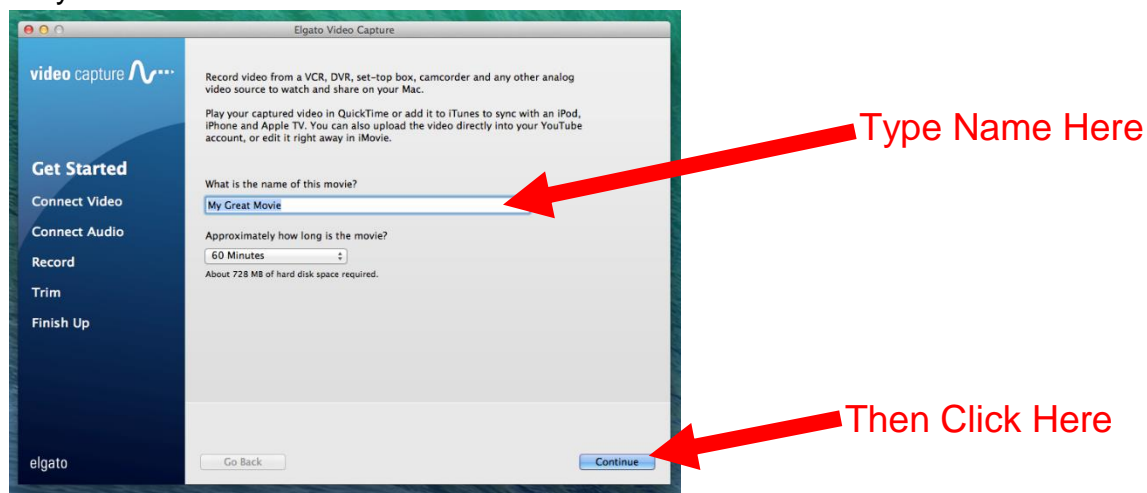 Elgato Video Capture
video capture
Record video from a VCR, DVR, set-top box, camcorder and any other analog
video source to watch and share on your Mac.
Play your captured video in QuickTime or add it to iTunes to sync with an iPod,
iPhone and Apple TV. You can also upload the video directly into your YouTube
account, or edit it right away in iMovie.
Type Name Here
Get Started
What is the name of this movie?
Connect Video
My Great Movie
Connect Audio
Approximately how long is the movie?
Record
60 Minutes
About 728 MB of hard disk space required.
Trim
Finish Up
Then Click Here
elgato
Go Back
Continue